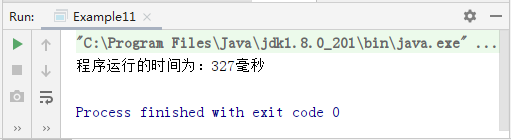 Run: Example11
"C:\Program Files\Java\jdk1.8.0_201\bin\java.exe" ...
程序运行的时间为：327毫秒
Process finished with exit code 0